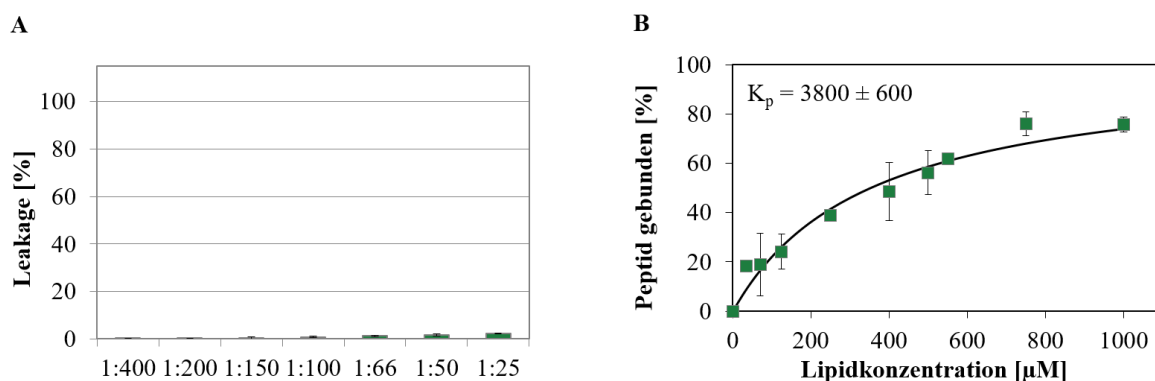 A
Leakage [%]
100
80
60
40
20
0
1:400 1:200 1:150 1:100 1:66 1:50 1:25
B
Peptid gebunden [%]
K_p = 3800 ± 600
100
80
60
40
20
0
0 200 400 600 800 1000
Lipidkonzentration [µM]